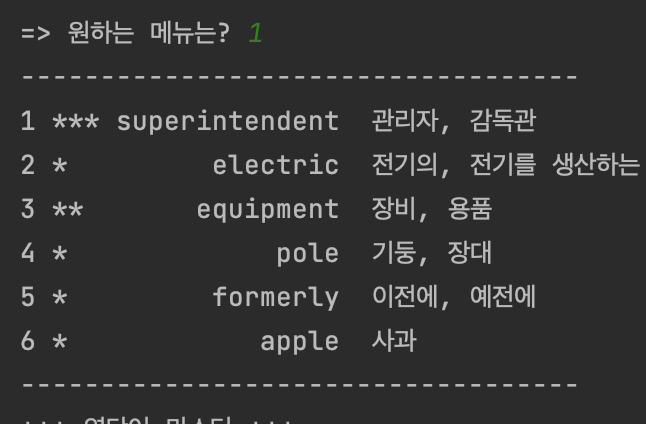 => 원하는 메뉴는? 1
-----------------------------------
1 *** superintendent  관리자, 감독관
2 *         electric  전기의, 전기를 생산하는
3 **       equipment  장비, 용품
4 *             pole  기둥, 장대
5 *         formerly  이전에, 예전에
6 *            apple  사과
-----------------------------------